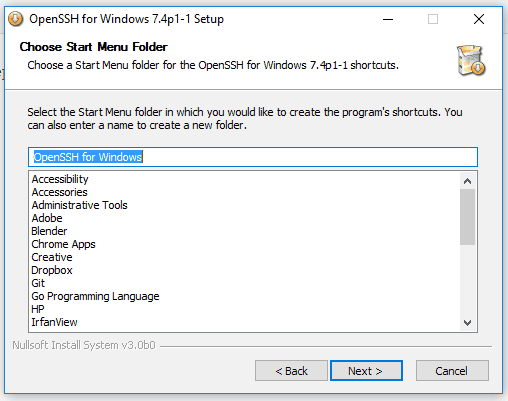 OpenSSH for Windows 7.4p1-1 Setup
Choose Start Menu Folder
Choose a Start Menu folder for the OpenSSH for Windows 7.4p1-1 shortcuts.
Select the Start Menu folder in which you would like to create the program's shortcuts. You
can also enter a name to create a new folder.
OpenSSH for Windows
Accessibility
Accessories
Administrative Tools
Adobe
Blender
Chrome Apps
Creative
Dropbox
Git
Go Programming Language
HP
IrfanView
Nullsoft Install System v3.0b0
< Back
Next >
Cancel